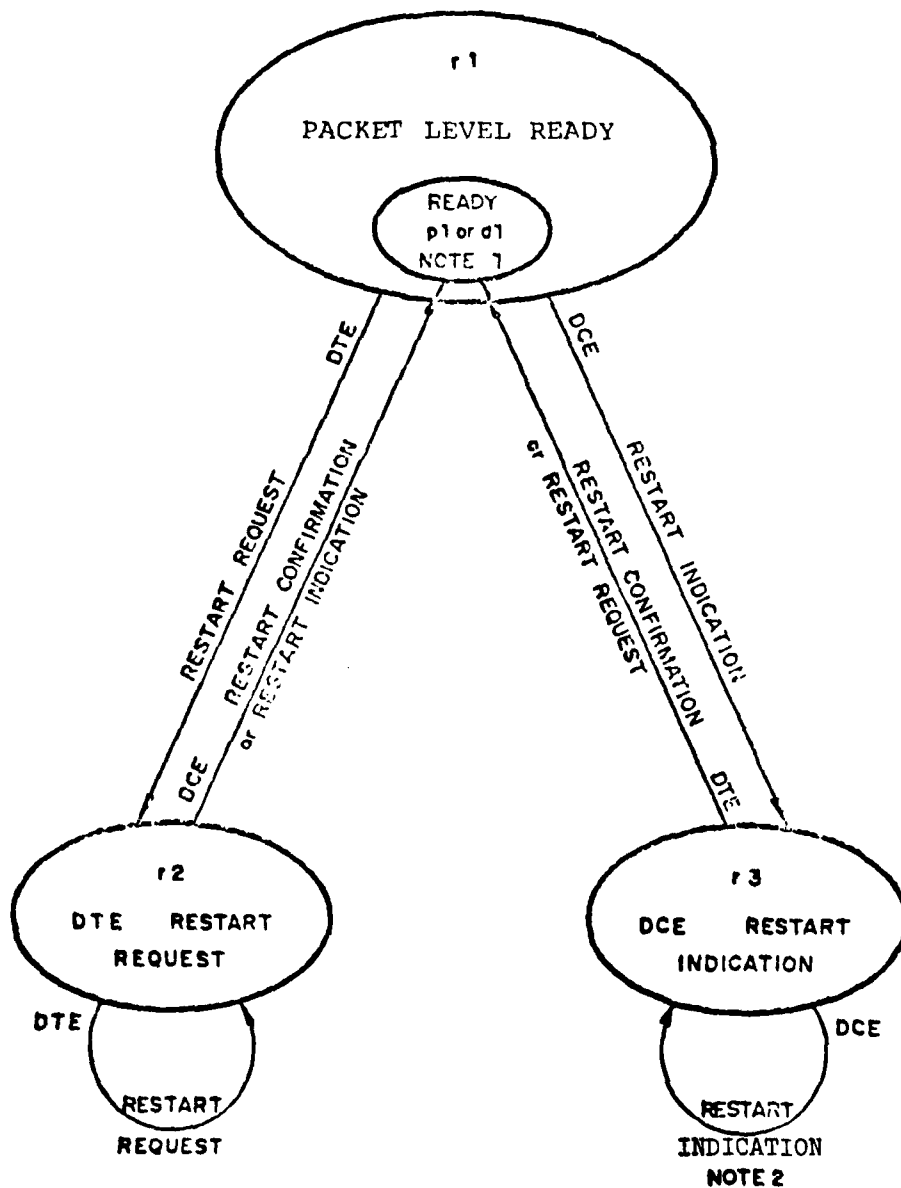 r1
PACKET LEVEL READY
READY
p1 or d1
NOTE 1
DTE
RESTART REQUEST
DCE
RESTART CONFIRMATION
or RESTART INDICATION
DCE
RESTART INDICATION
DTE
RESTART CONFIRMATION
or RESTART REQUEST
r2
DTE RESTART
REQUEST
DTE
RESTART
REQUEST
r3
DCE RESTART
INDICATION
DCE
RESTART
INDICATION
NOTE 2